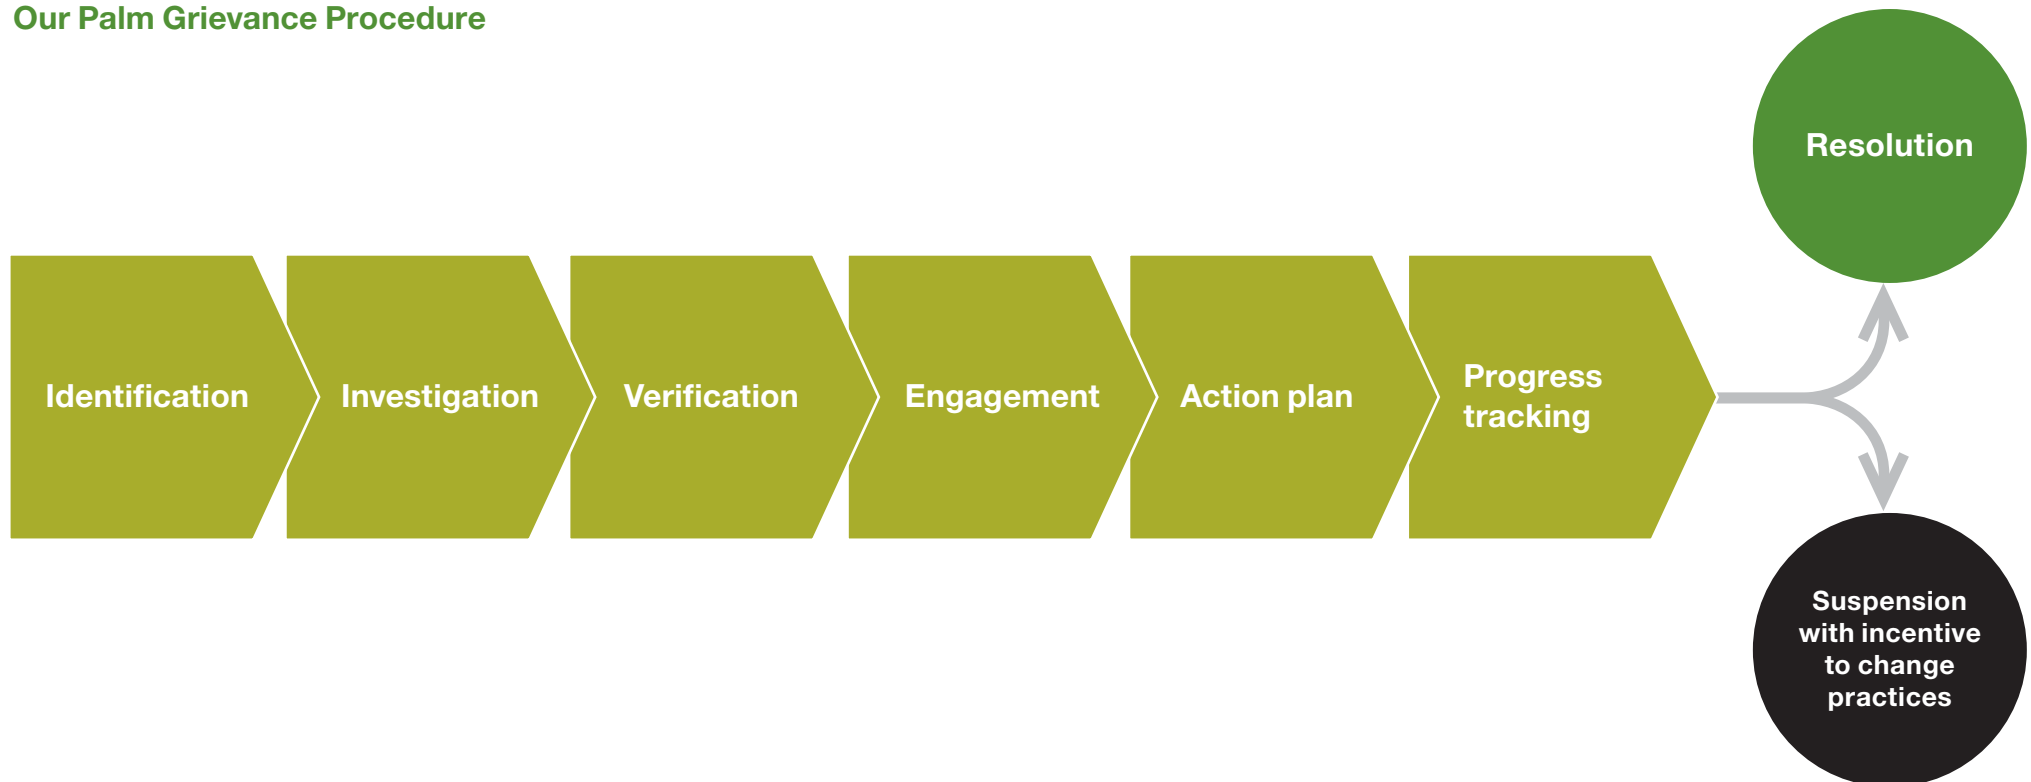 Our Palm Grievance Procedure
Resolution
Identification
Investigation
Verification
Engagement
Action plan
Progress
tracking
Suspension
with incentive
to change
practices